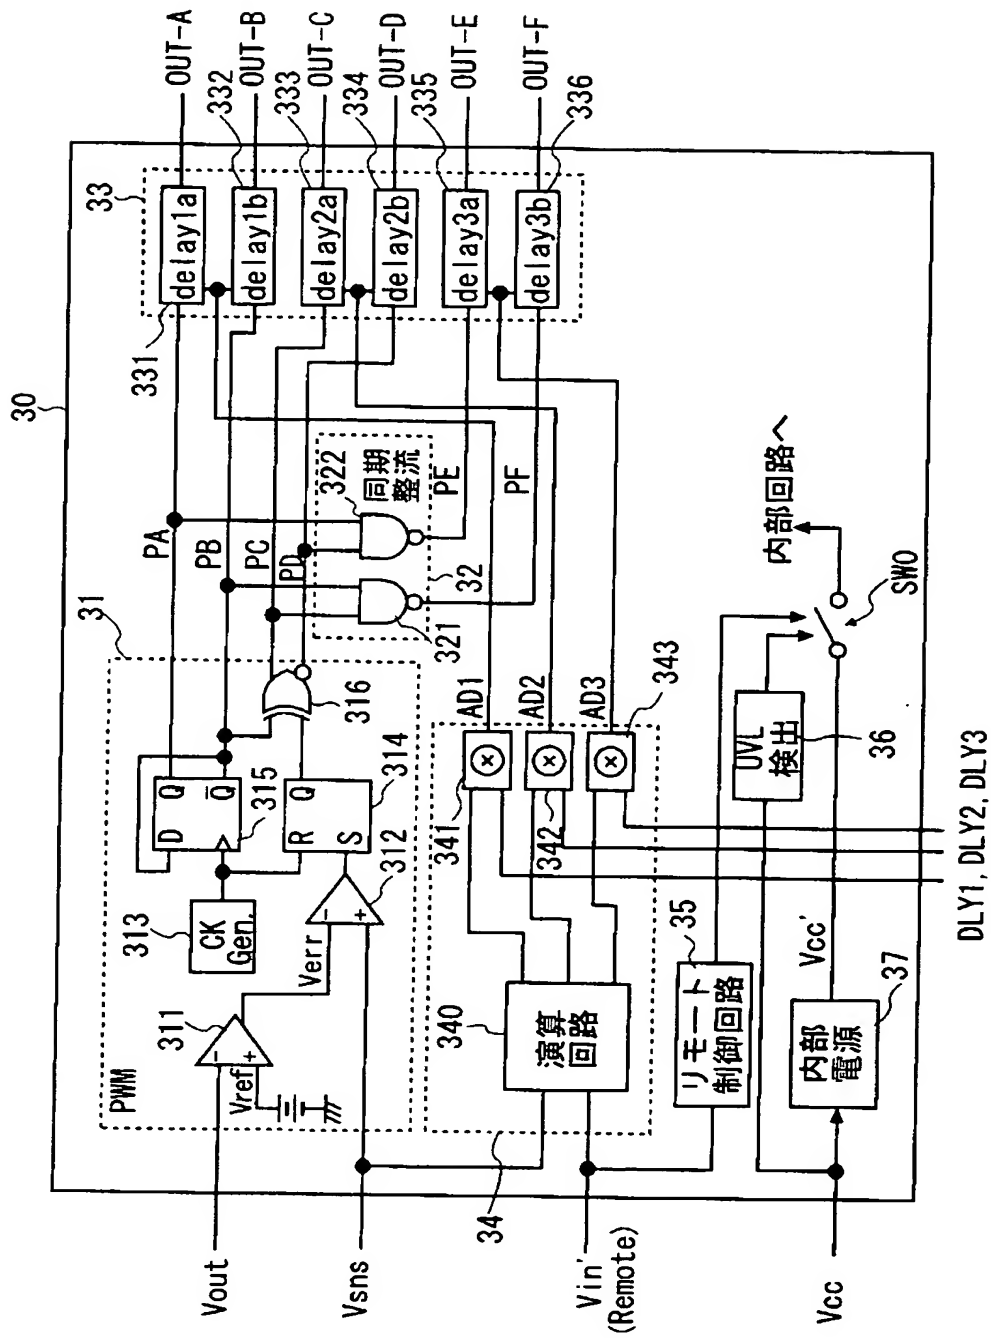 30
31
PWM
Vout
Vref
311
Verr
Vsns
313
CK
Gen.
312
D
Q
Q̅
315
R
S
Q
314
316
PA
PB
PC
PD
322
同期
整流
321
32
PE
PF
33
331
delay1a
delay1b
delay2a
delay2b
delay3a
delay3b
332
333
334
335
336
OUT-A
OUT-B
OUT-C
OUT-D
OUT-E
OUT-F
34
340
演算
回路
341
342
343
AD1
AD2
AD3
Vin'
(Remote)
35
リモート
制御回路
UVL
検出
36
Vcc
内部
電源
37
Vcc'
SW0
内部回路へ
DLY1, DLY2, DLY3